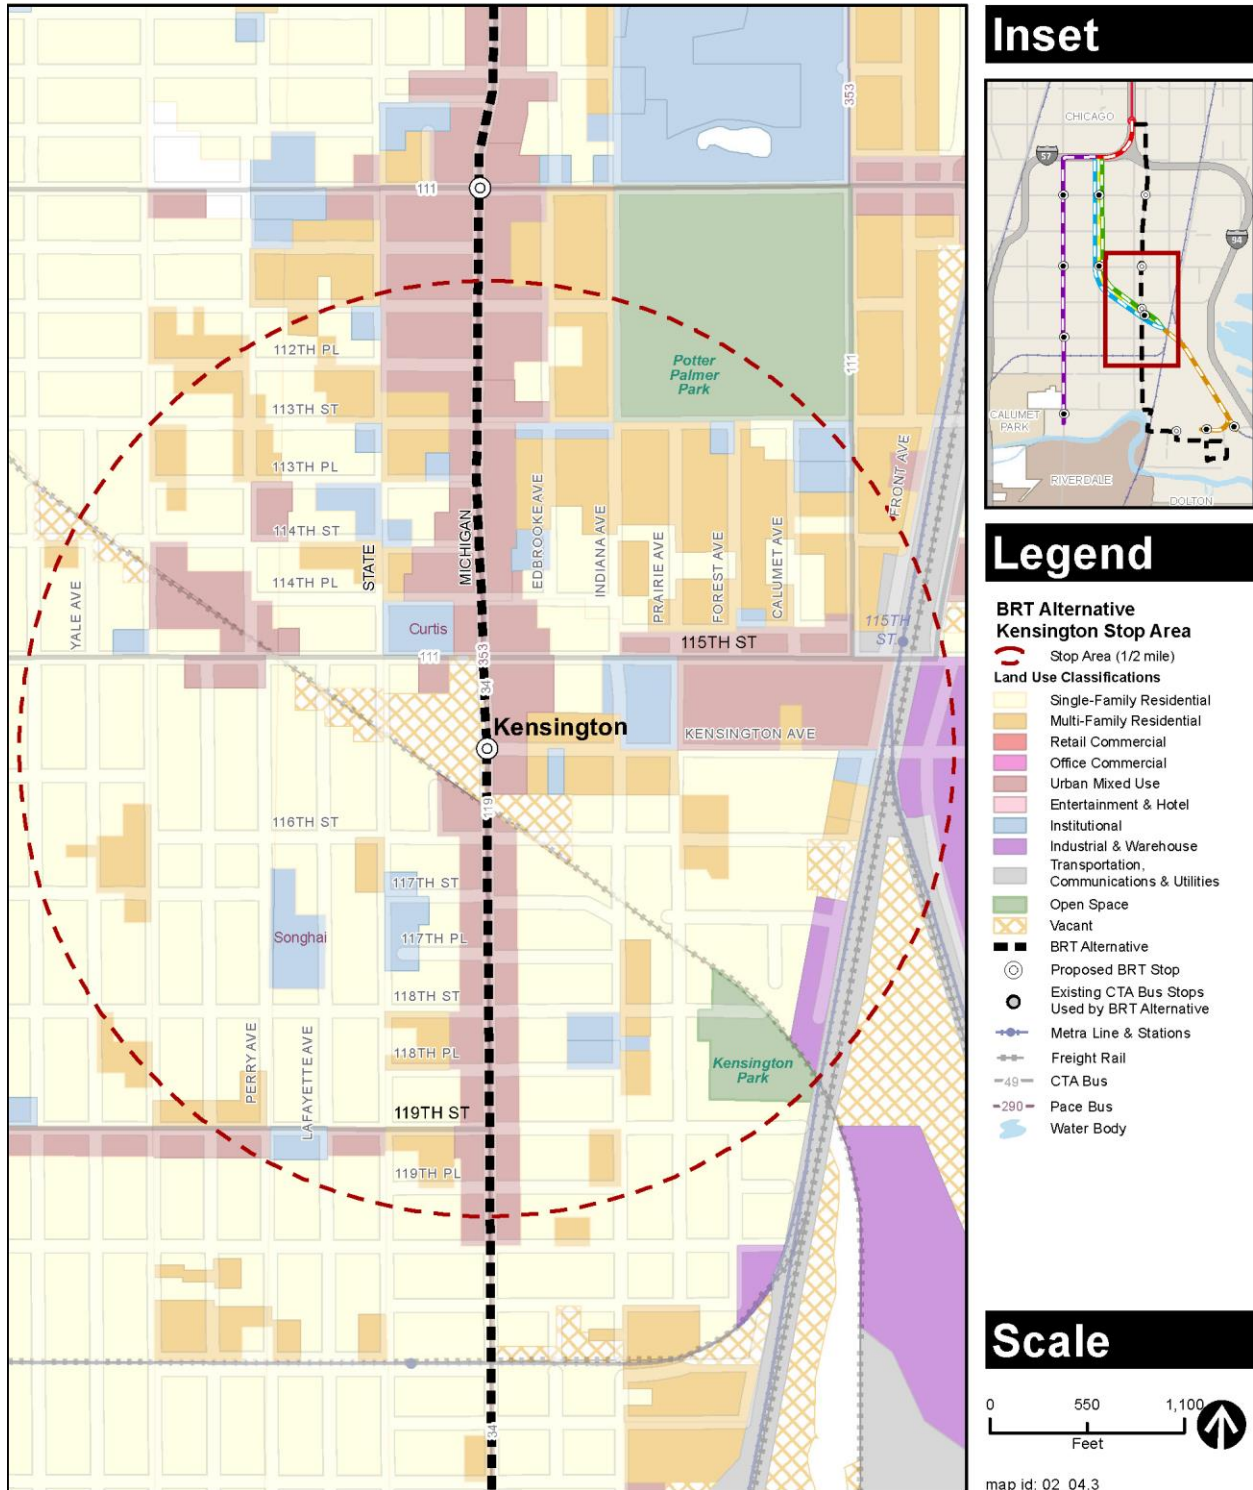 353
111
111
112TH PL
Potter
Palmer
Park
113TH ST
113TH PL
114TH ST
114TH PL
YALE AVE
STATE
MICHIGAN
EDBROOKE AVE
INDIANA AVE
PRAIRIE AVE
FOREST AVE
CALUMET AVE
FRONT AVE
115TH
ST.
Curtis
115TH ST
111
353
34
Kensington
KENSINGTON AVE
119
116TH ST
117TH ST
117TH PL
Songhai
118TH ST
118TH PL
PERRY AVE
LAFAYETTE AVE
119TH ST
119TH PL
Kensington
Park
34
Inset
CHICAGO
57
94
CALUMET
PARK
RIVERDALE
DOLTON
Legend
BRT Alternative
Kensington Stop Area
Stop Area (1/2 mile)
Land Use Classifications
Single-Family Residential
Multi-Family Residential
Retail Commercial
Office Commercial
Urban Mixed Use
Entertainment & Hotel
Institutional
Industrial & Warehouse
Transportation,
Communications & Utilities
Open Space
Vacant
BRT Alternative
Proposed BRT Stop
Existing CTA Bus Stops
Used by BRT Alternative
Metra Line & Stations
Freight Rail
49 CTA Bus
290 Pace Bus
Water Body
Scale
0 550 1,100
Feet
map id: 02_04.3